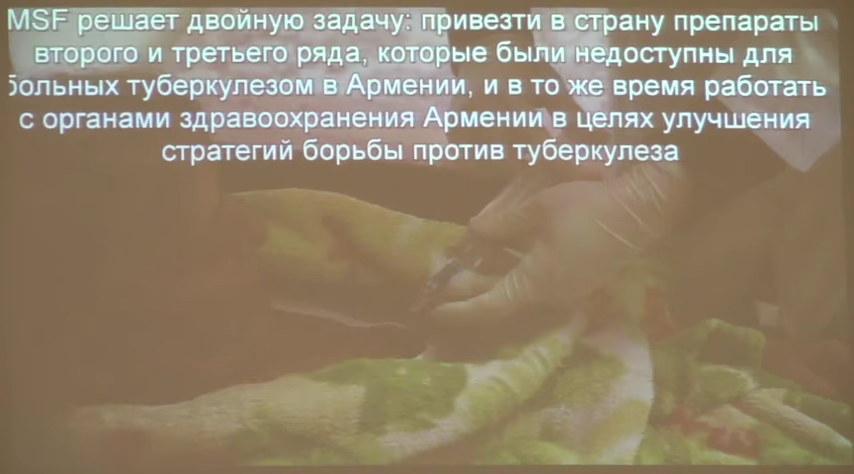 MSF решает двойную задачу: привезти в страну препараты
второго и третьего ряда, которые были недоступны для
больных туберкулезом в Армении, и в то же время работать
с органами здравоохранения Армении в целях улучшения
стратегий борьбы против туберкулеза